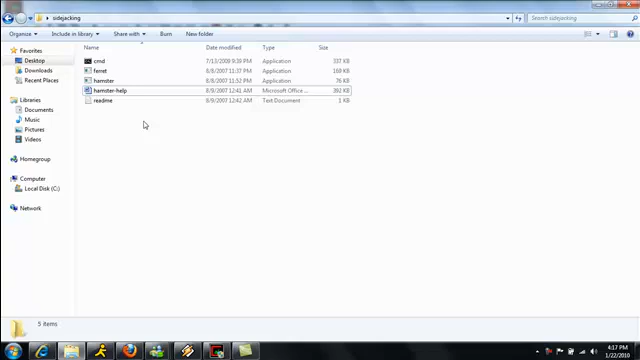 sidejacking
Search sidejacking
Organize Include in library Share with Burn New folder
Name Date modified Type Size
Favorites
Desktop
Downloads
Recent Places
Libraries
Documents
Music
Pictures
Videos
Homegroup
Computer
Local Disk (C:)
Network
cmd 7/13/2009 9:39 PM Application 337 KB
ferret 8/8/2007 11:37 PM Application 169 KB
hamster 8/8/2007 11:52 PM Application 76 KB
hamster-help 8/9/2007 12:41 AM Microsoft Office ... 392 KB
readme 8/9/2007 12:42 AM Text Document 1 KB
5 items
4:17 PM
1/22/2010